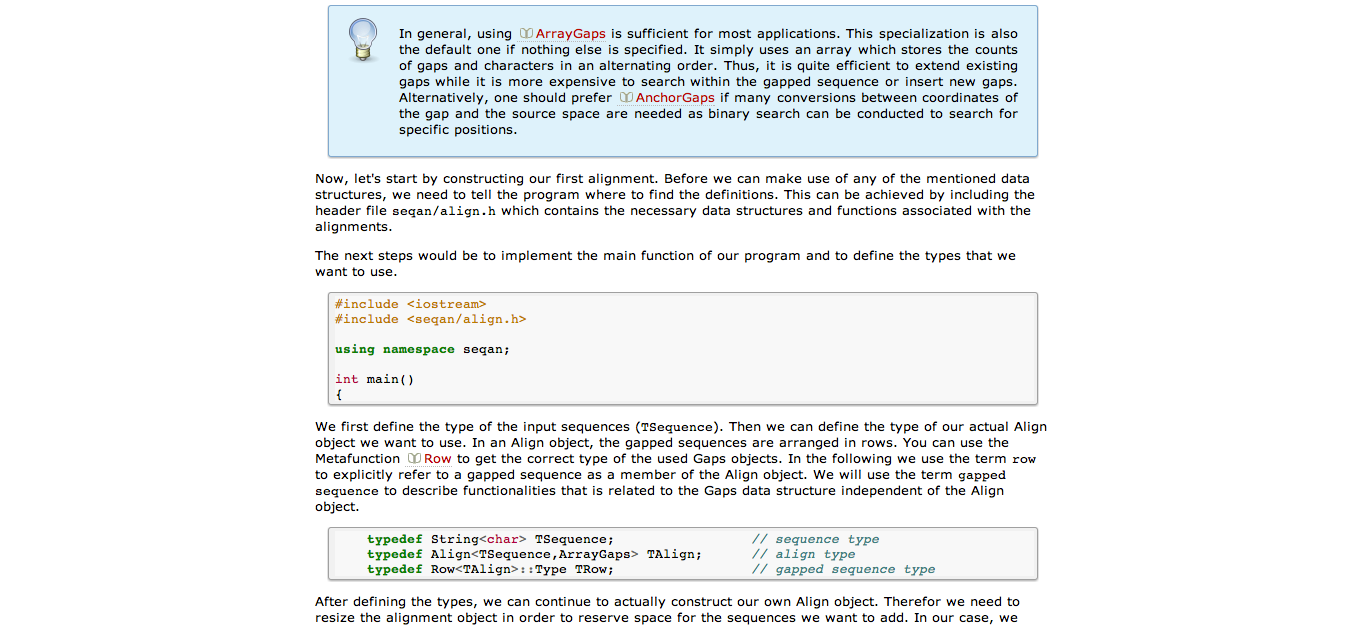 In general, using ArrayGaps is sufficient for most applications. This specialization is also
the default one if nothing else is specified. It simply uses an array which stores the counts
of gaps and characters in an alternating order. Thus, it is quite efficient to extend existing
gaps while it is more expensive to search within the gapped sequence or insert new gaps.
Alternatively, one should prefer AnchorGaps if many conversions between coordinates of
the gap and the source space are needed as binary search can be conducted to search for
specific positions.
Now, let's start by constructing our first alignment. Before we can make use of any of the mentioned data
structures, we need to tell the program where to find the definitions. This can be achieved by including the
header file seqan/align.h which contains the necessary data structures and functions associated with the
alignments.
The next steps would be to implement the main function of our program and to define the types that we
want to use.
#include <iostream>
#include <seqan/align.h>
using namespace seqan;
int main()
{
We first define the type of the input sequences (TSequence). Then we can define the type of our actual Align
object we want to use. In an Align object, the gapped sequences are arranged in rows. You can use the
Metafunction Row to get the correct type of the used Gaps objects. In the following we use the term row
to explicitly refer to a gapped sequence as a member of the Align object. We will use the term gapped
sequence to describe functionalities that is related to the Gaps data structure independent of the Align
object.
typedef String<char> TSequence; // sequence type
typedef Align<TSequence,ArrayGaps> TAlign; // align type
typedef Row<TAlign>::Type TRow; // gapped sequence type
After defining the types, we can continue to actually construct our own Align object. Therefor we need to
resize the alignment object in order to reserve space for the sequences we want to add. In our case, we